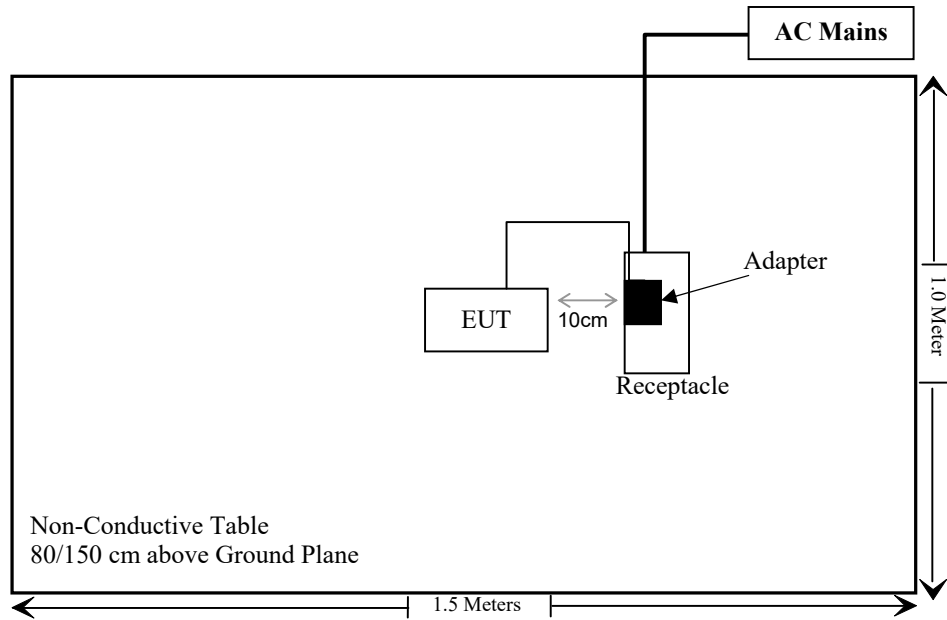 AC Mains
Adapter
EUT
10cm
1.0 Meter
Receptacle
Non-Conductive Table
80/150 cm above Ground Plane
1.5 Meters